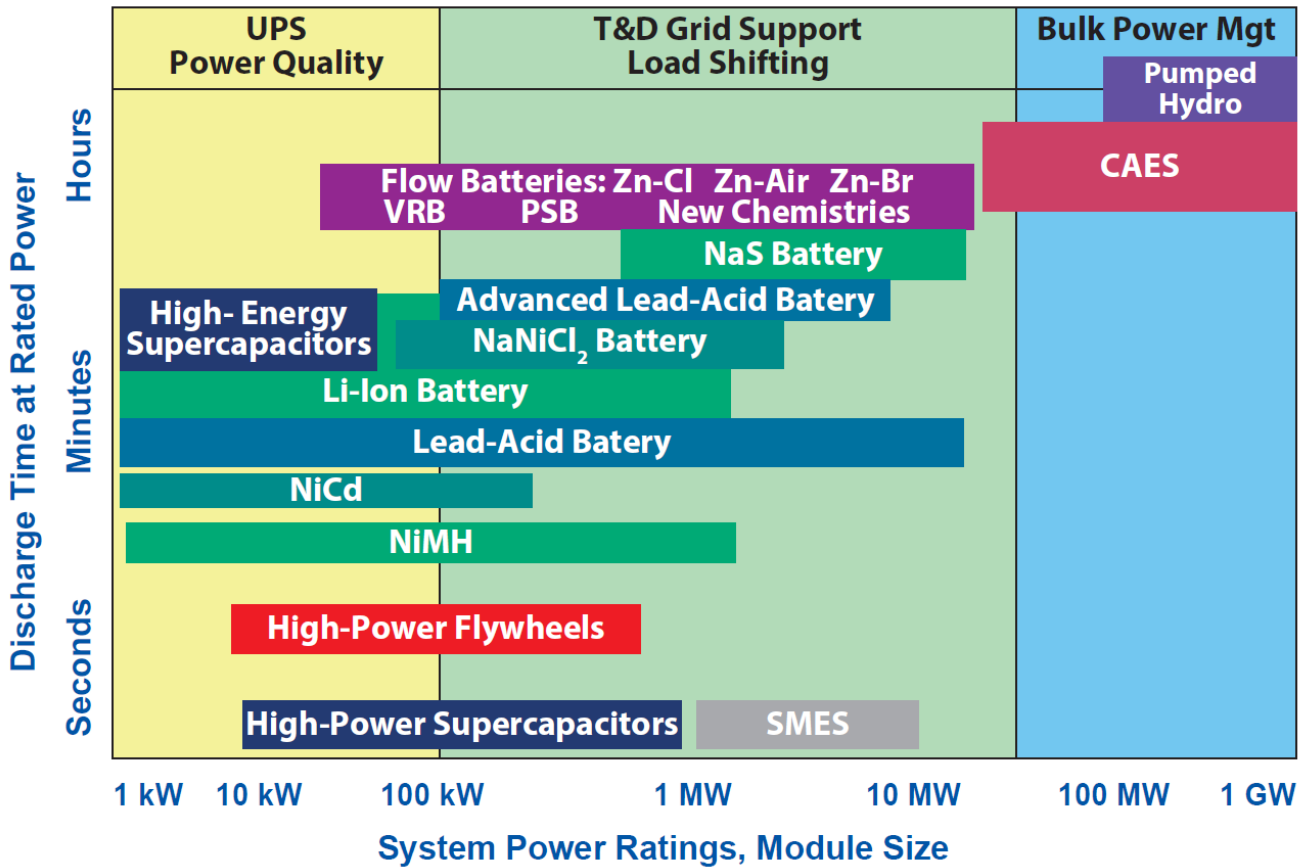 UPS
Power Quality
T&D Grid Support
Load Shifting
Bulk Power Mgt
Pumped
Hydro
CAES
Flow Batteries: Zn-Cl Zn-Air Zn-Br
VRB PSB New Chemistries
NaS Battery
Advanced Lead-Acid Batery
High- Energy
Supercapacitors
NaNiCl₂ Battery
Li-Ion Battery
Lead-Acid Batery
NiCd
NiMH
High-Power Flywheels
High-Power Supercapacitors
SMES
Discharge Time at Rated Power
Hours
Minutes
Seconds
1 kW 10 kW 100 kW 1 MW 10 MW 100 MW 1 GW
System Power Ratings, Module Size